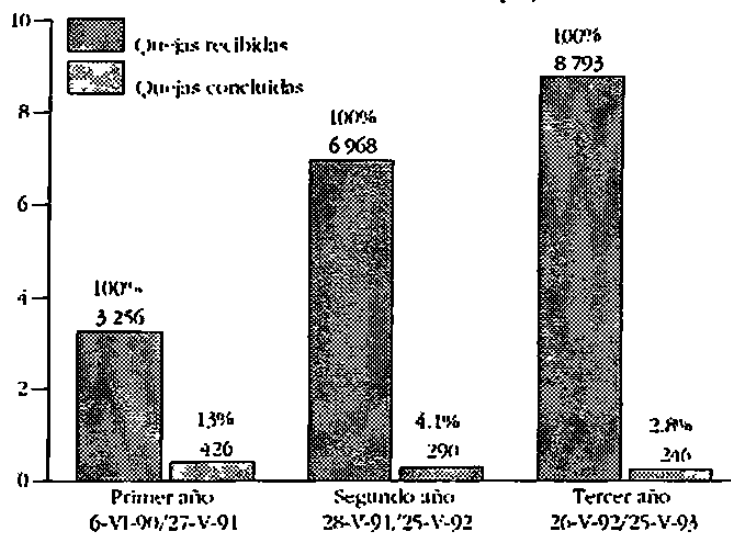 10
Quejas recibidas
Quejas concluidas
100%
8 793
8
100%
6 968
6
4
100%
3 256
2
13%
426
4.1%
290
2.8%
246
0
Primer año
6-VI-90/27-V-91
Segundo año
28-V-91/25-V-92
Tercer año
26-V-92/25-V-93